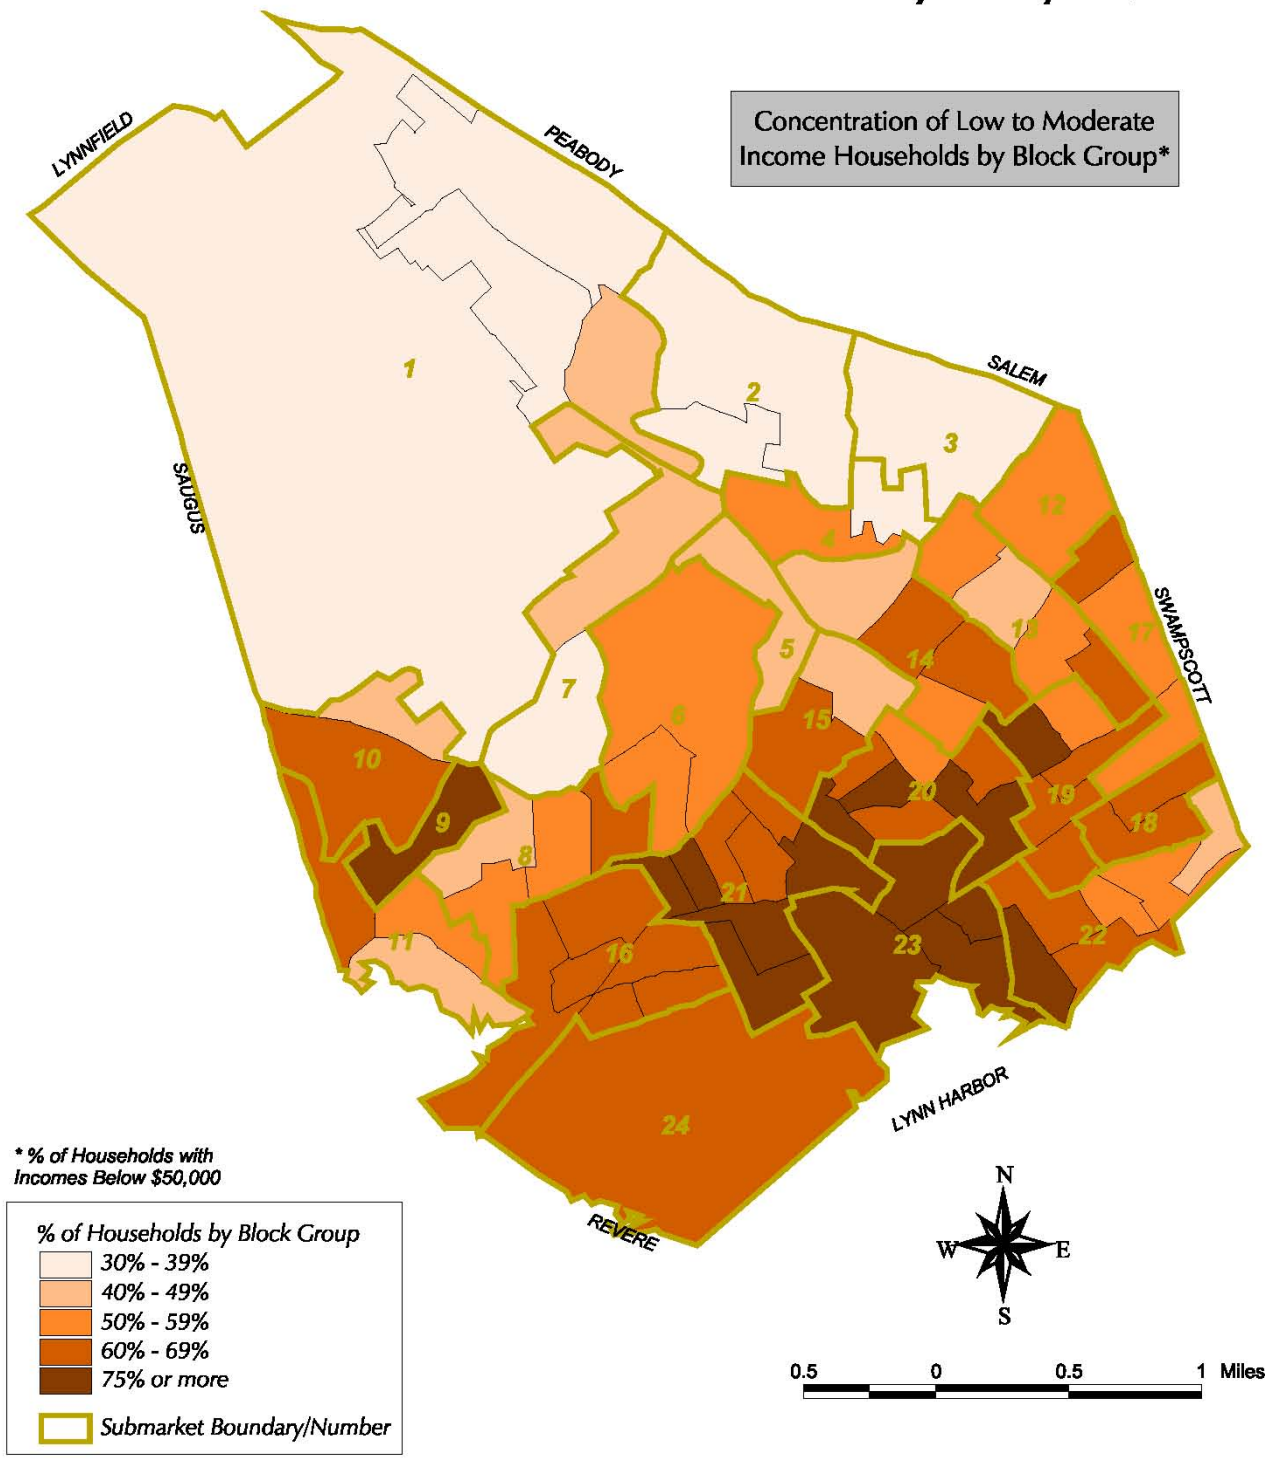 Concentration of Low to Moderate
Income Households by Block Group*
LYNNFIELD
PEABODY
SALEM
SAUGUS
SWAMPSCOTT
1
2
3
12
4
13
17
5
14
7
6
15
10
9
20
19
18
8
21
11
16
23
22
24
LYNN HARBOR
REVERE
* % of Households with
Incomes Below $50,000
% of Households by Block Group
30% - 39%
40% - 49%
50% - 59%
60% - 69%
75% or more
Submarket Boundary/Number
N
W
E
S
0.5 0 0.5 1 Miles